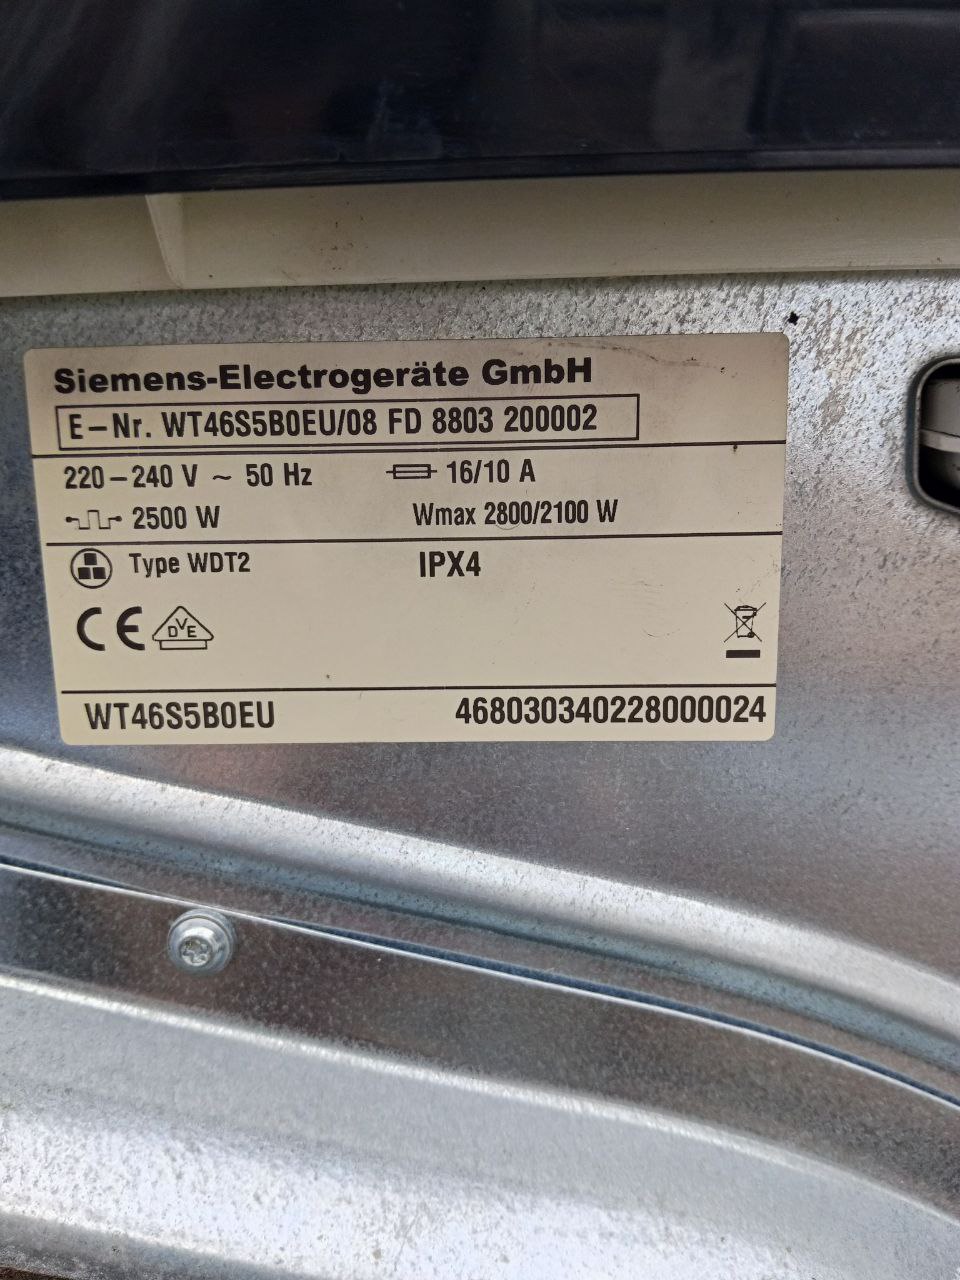 Siemens-Electrogeräte GmbH
E-Nr. WT46S5B0EU/08 FD 8803 200002
220-240 V ~ 50 Hz 16/10 A
2500 W Wmax 2800/2100 W
Type WDT2 IPX4
CE DVE
WT46S5B0EU 468030340228000024